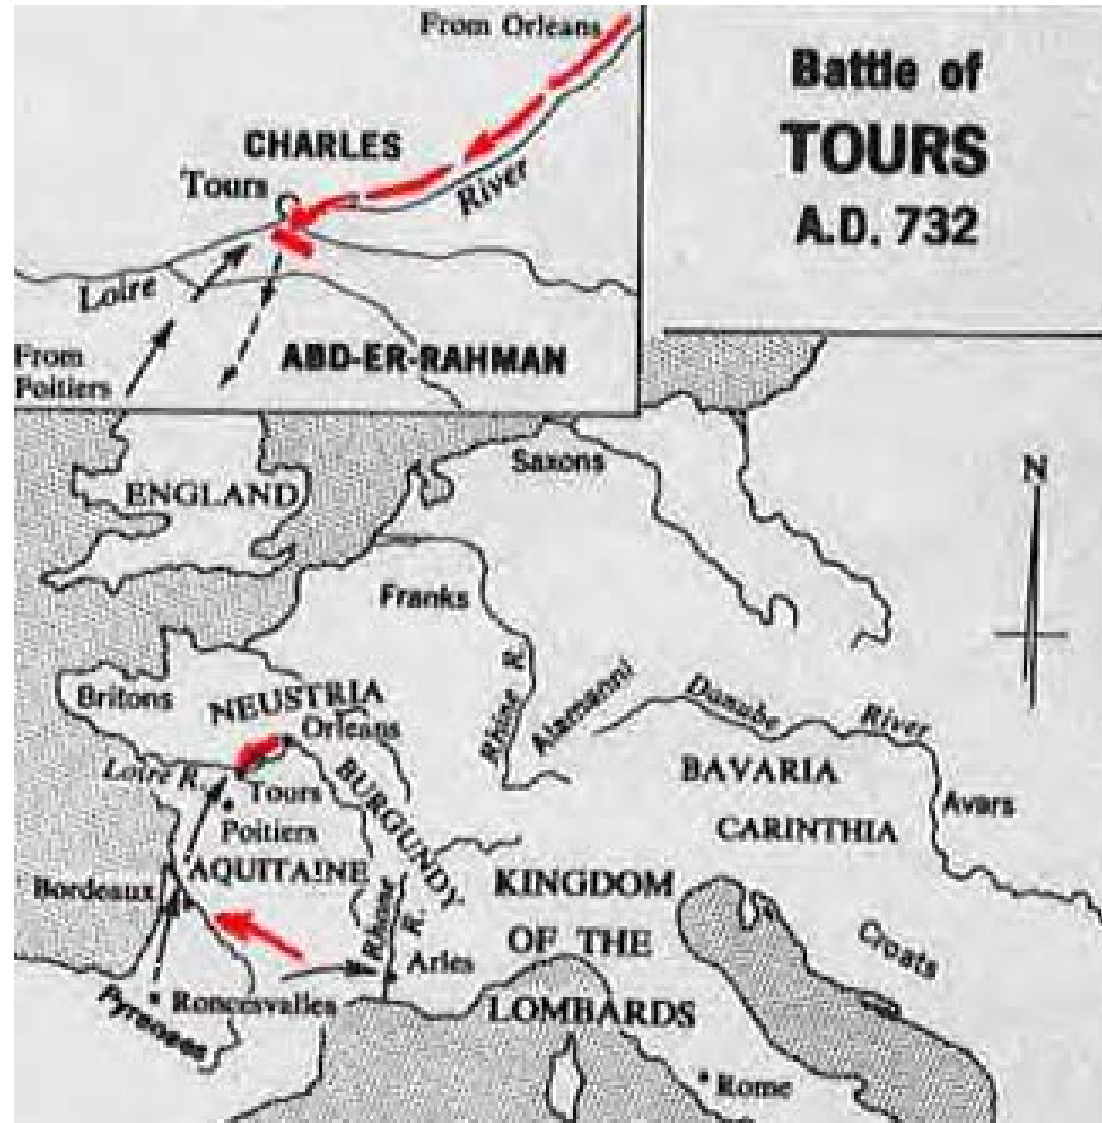 From Orleans
CHARLES
Tours
River
Loire
From
Poitiers
ABD-ER-RAHMAN
Battle of
TOURS
A.D. 732
N
ENGLAND
Saxons
Franks
Rhine R.
Alamanni
Danube River
Britons
NEUSTRIA
Orleans
Loire R.
Tours
Poitiers
BURGUNDY
BAVARIA
CARINTHIA
Avars
AQUITAINE
Bordeaux
KINGDOM
OF THE
LOMBARDS
Rhone R.
Arles
Croats
Roncesvalles
Pyrenees
Rome